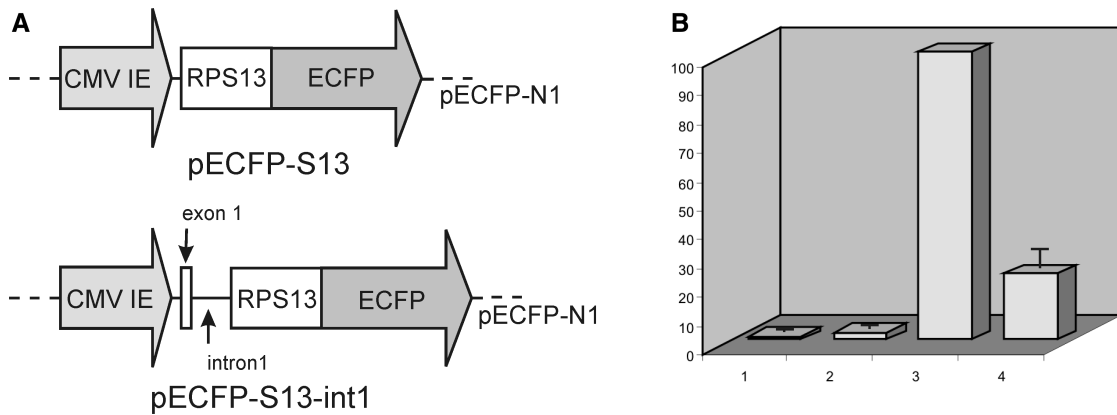 A
CMV IE
RPS13
ECFP
pECFP-N1
pECFP-S13
exon 1
CMV IE
RPS13
ECFP
pECFP-N1
intron1
pECFP-S13-int1
B
100
90
80
70
60
50
40
30
20
10
0
1 2 3 4